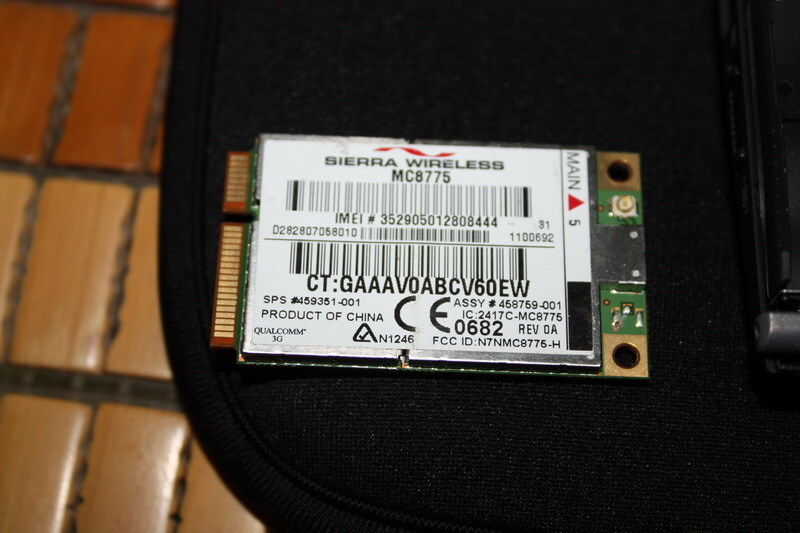 SIERRA WIRELESS
MC8775
IMEI # 352905012808444
31
D282807058010
1100692
CT:GAAAV0ABCV60EW
SPS #459351-001
ASSY # 458759-001
PRODUCT OF CHINA
IC:2417C-MC8775
CE 0682
REV 0A
QUALCOMM
3G
N1246
FCC ID:N7NMC8775-H
MAIN ▲ 5